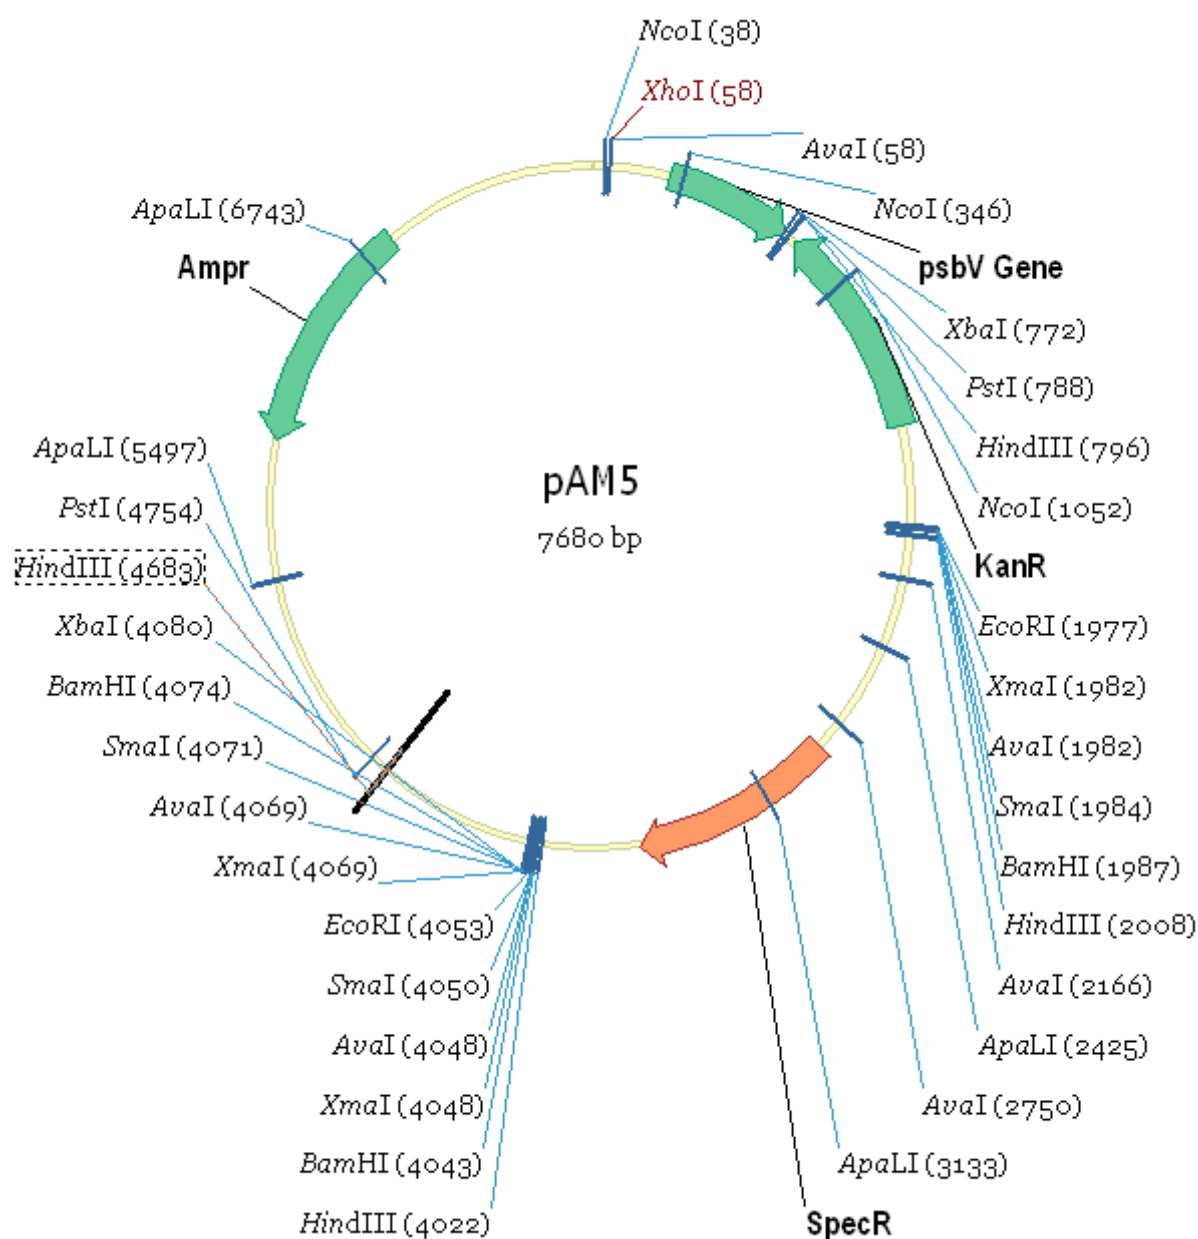 NcoI (38)
XhoI (58)
AvaI (58)
ApaLI (6743)
NcoI (346)
Ampr
psbV Gene
XbaI (772)
PstI (788)
ApaLI (5497)
HindIII (796)
pAM5
PstI (4754)
NcoI (1052)
7680 bp
HindIII (4683)
KanR
XbaI (4080)
EcoRI (1977)
BamHI (4074)
XmaI (1982)
SmaI (4071)
AvaI (1982)
AvaI (4069)
SmaI (1984)
XmaI (4069)
BamHI (1987)
EcoRI (4053)
HindIII (2008)
SmaI (4050)
AvaI (2166)
AvaI (4048)
ApaLI (2425)
XmaI (4048)
AvaI (2750)
BamHI (4043)
ApaLI (3133)
HindIII (4022)
SpecR